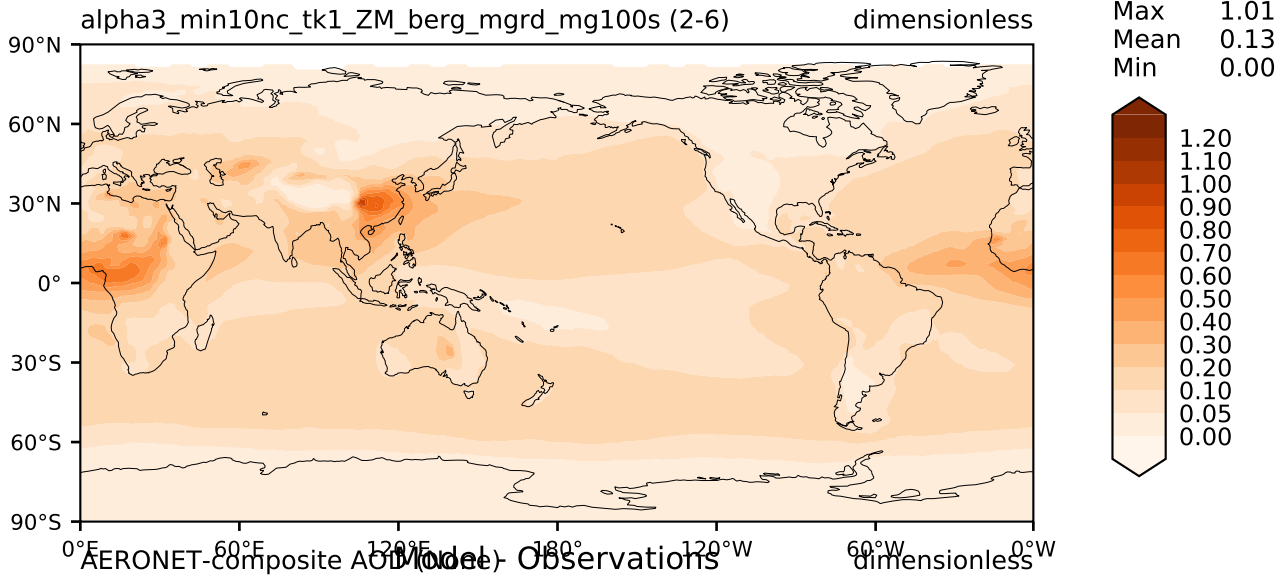 alpha3_min10nc_tk1_ZM_berg_mgrd_mg100s (2-6) dimensionless
Max 1.01
Mean 0.13
Min 0.00
90°N
60°N
30°N
0°
30°S
60°S
90°S
0°E 60°E 120°E 180° 120°W 60°W 0°W
1.20
1.10
1.00
0.90
0.80
0.70
0.60
0.50
0.40
0.30
0.20
0.10
0.05
0.00
AERONET-composite AOD (None) dimensionless
Model - Observations